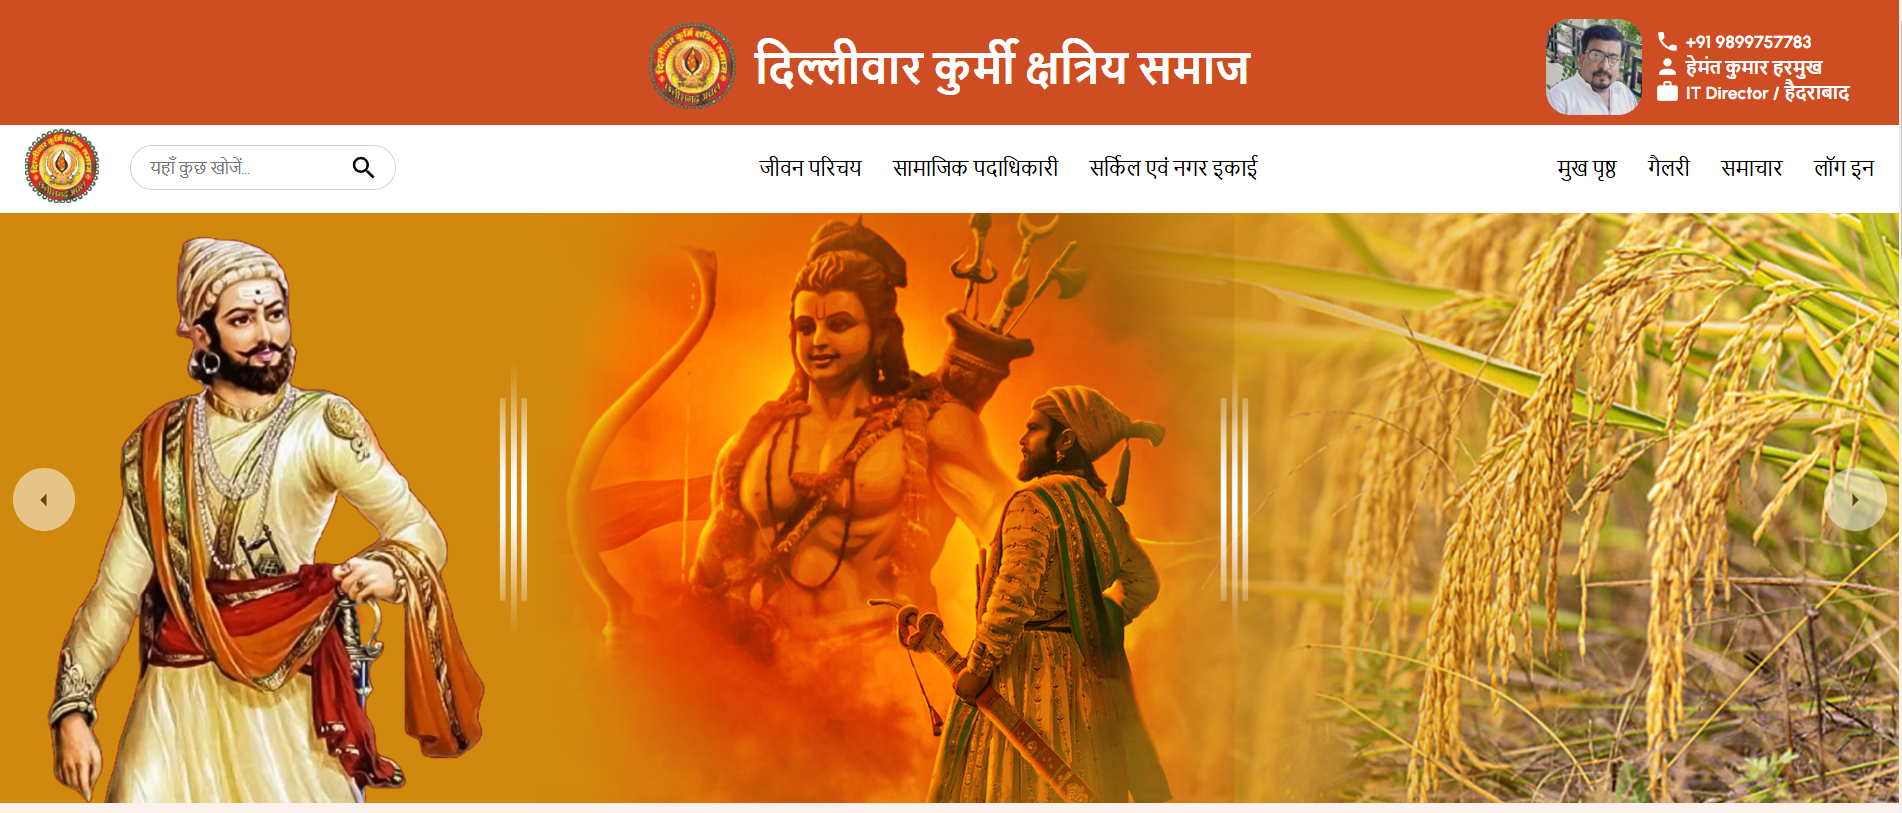 दिल्लीवार कुर्मी क्षत्रिय समाज
+91 9899757783
हेमंत कुमार हरमुख
IT Director / हैदराबाद
यहाँ कुछ खोजें...
जीवन परिचय सामाजिक पदाधिकारी सर्किल एवं नगर इकाई
मुख पृष्ठ गैलरी समाचार लॉग इन